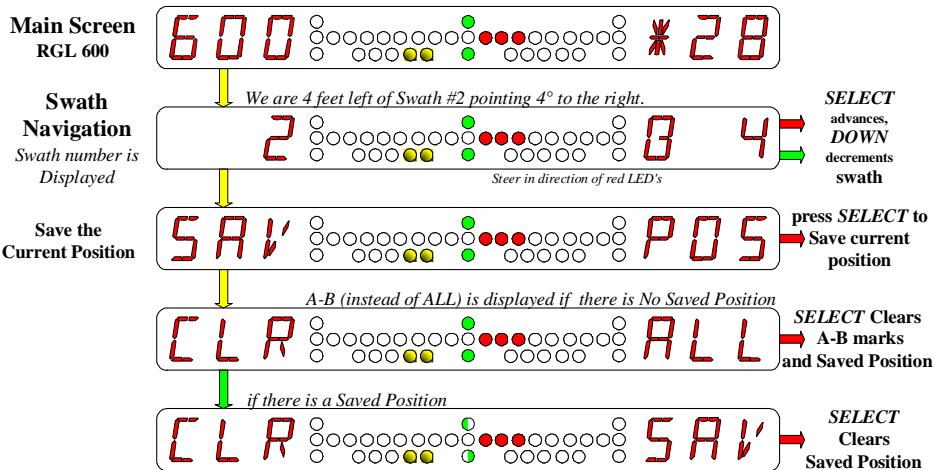 Main Screen
RGL 600
600 *28
We are 4 feet left of Swath #2 pointing 4° to the right.
Swath
Navigation
Swath number is
Displayed
2 B 4
Steer in direction of red LED's
SELECT
advances,
DOWN
decrements
swath
Save the
Current Position
SAV POS
press SELECT to
Save current
position
A-B (instead of ALL) is displayed if there is No Saved Position
CLR ALL
SELECT Clears
A-B marks
and Saved Position
if there is a Saved Position
CLR SAV
SELECT
Clears
Saved Position